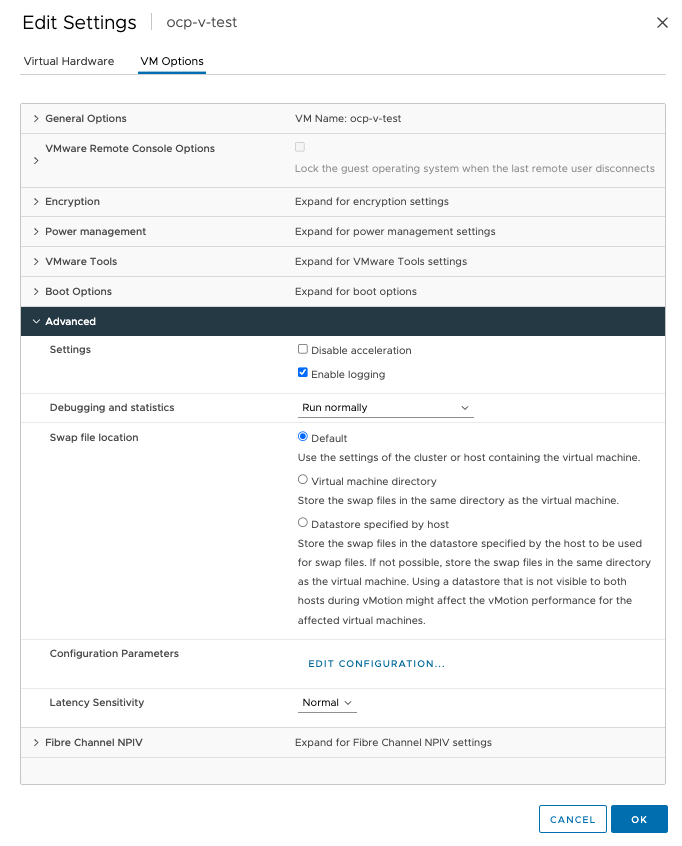 Edit Settings
ocp-v-test
Virtual Hardware
VM Options
General Options
VM Name: ocp-v-test
VMware Remote Console Options
Lock the guest operating system when the last remote user disconnects
Encryption
Expand for encryption settings
Power management
Expand for power management settings
VMware Tools
Expand for VMware Tools settings
Boot Options
Expand for boot options
Advanced
Settings
Disable acceleration
Enable logging
Debugging and statistics
Run normally
Swap file location
Default
Use the settings of the cluster or host containing the virtual machine.
Virtual machine directory
Store the swap files in the same directory as the virtual machine.
Datastore specified by host
Store the swap files in the datastore specified by the host to be used
for swap files. If not possible, store the swap files in the same directory
as the virtual machine. Using a datastore that is not visible to both
hosts during vMotion might affect the vMotion performance for the
affected virtual machines.
Configuration Parameters
EDIT CONFIGURATION...
Latency Sensitivity
Normal
Fibre Channel NPIV
Expand for Fibre Channel NPIV settings
CANCEL
OK